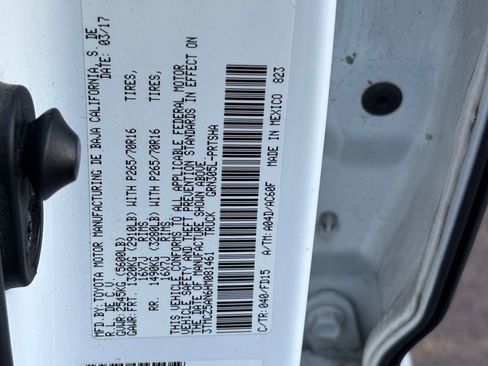 MFD. BY TOYOTA MOTOR MANUFACTURING DE BAJA CALIFORNIA, S. DE
R.L. DE C.V. DATE: 03/17
GVWR: 2545KG (5600LB)
GAWR: FRT. 1320KG (2910LB) WITH P265/70R16 TIRES,
16X7J RIMS
RR. 1490KG (3280LB) WITH P265/70R16 TIRES,
16X7J RIMS
THIS VEHICLE CONFORMS TO ALL APPLICABLE FEDERAL MOTOR
VEHICLE SAFETY AND THEFT PREVENTION STANDARDS IN EFFECT ON
THE DATE OF MANUFACTURE SHOWN ABOVE.
TRUCK
GRN305L-PRTSHA
C/TR: 040/FD15 A/TM: A04D/AC60F MADE IN MEXICO 823